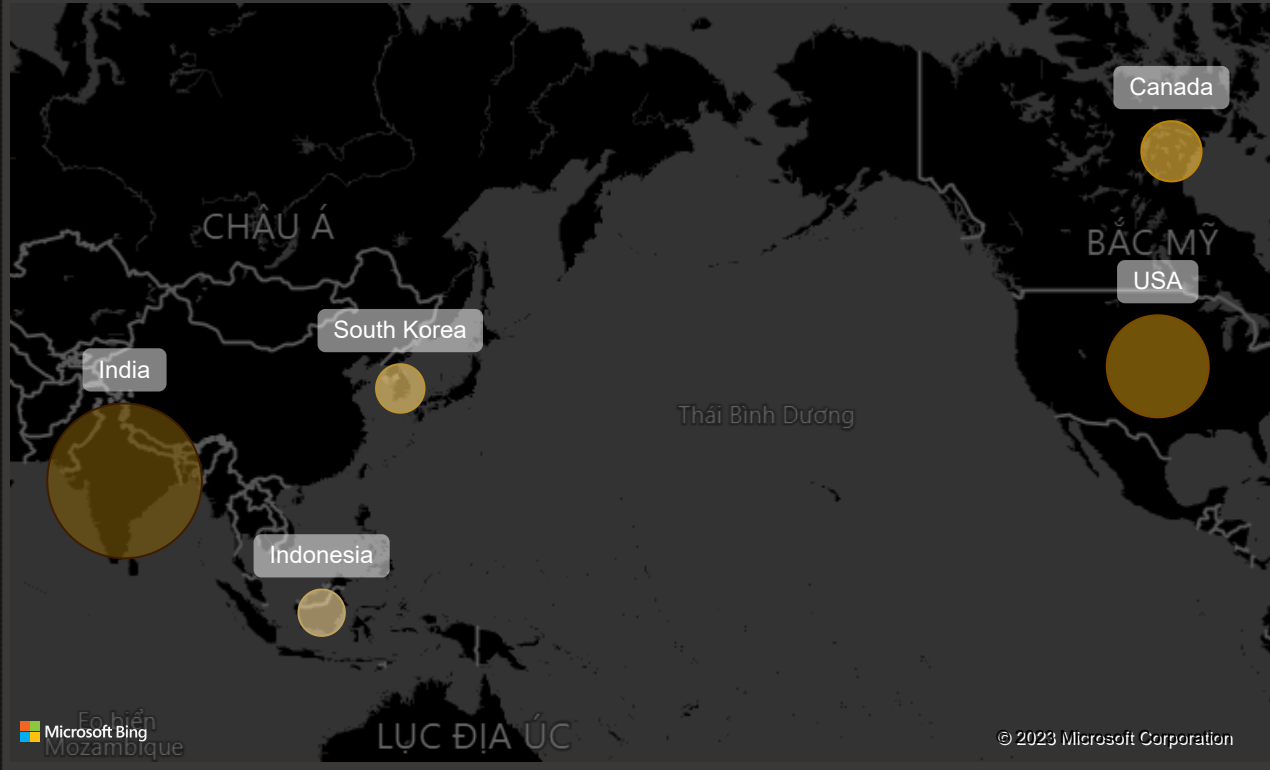 Canada
CHÂU Á
BẮC MỸ
USA
South Korea
India
Thái Bình Dương
Indonesia
Eo biển
Mozambique
Microsoft Bing
LỤC ĐỊA ÚC
© 2023 Microsoft Corporation